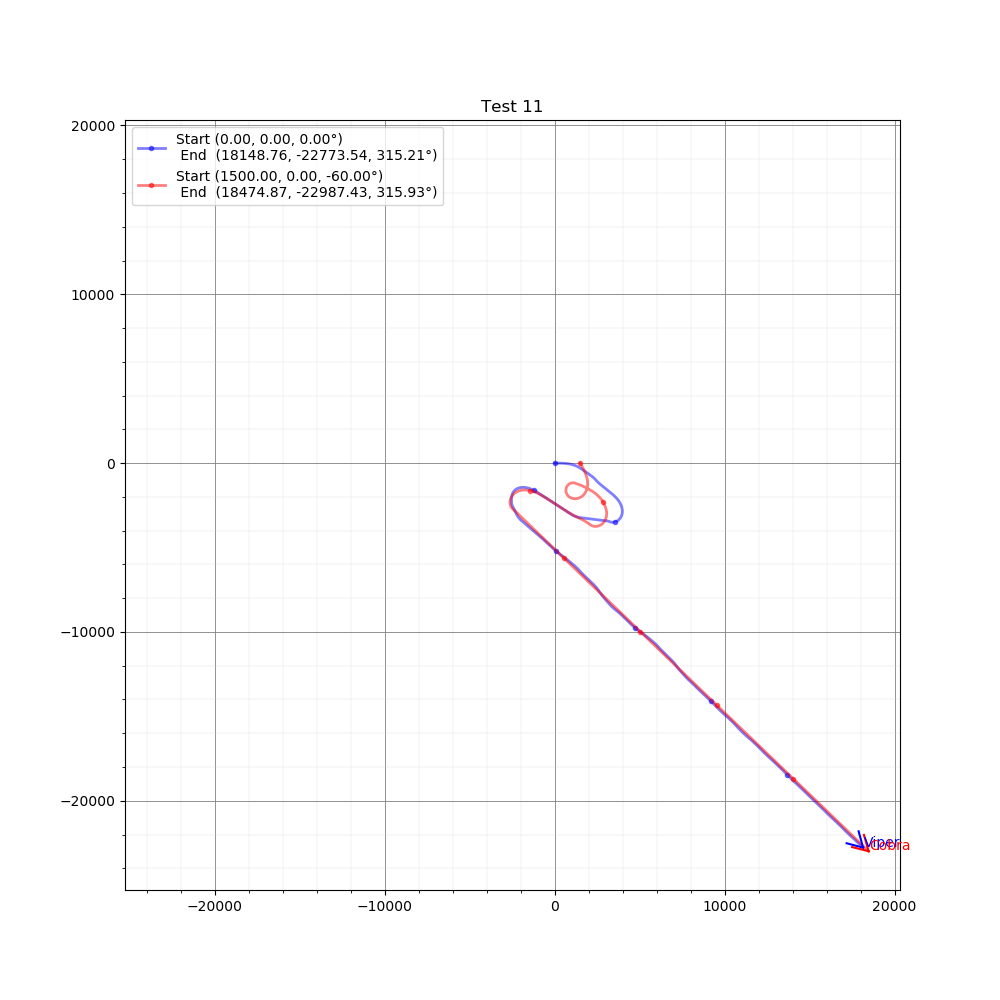 Test 11
Start (0.00, 0.00, 0.00°)
End  (18148.76, -22773.54, 315.21°)
Start (1500.00, 0.00, -60.00°)
End  (18474.87, -22987.43, 315.93°)
20000
10000
0
−10000
−20000
Viper
Cobra
−20000
−10000
0
10000
20000